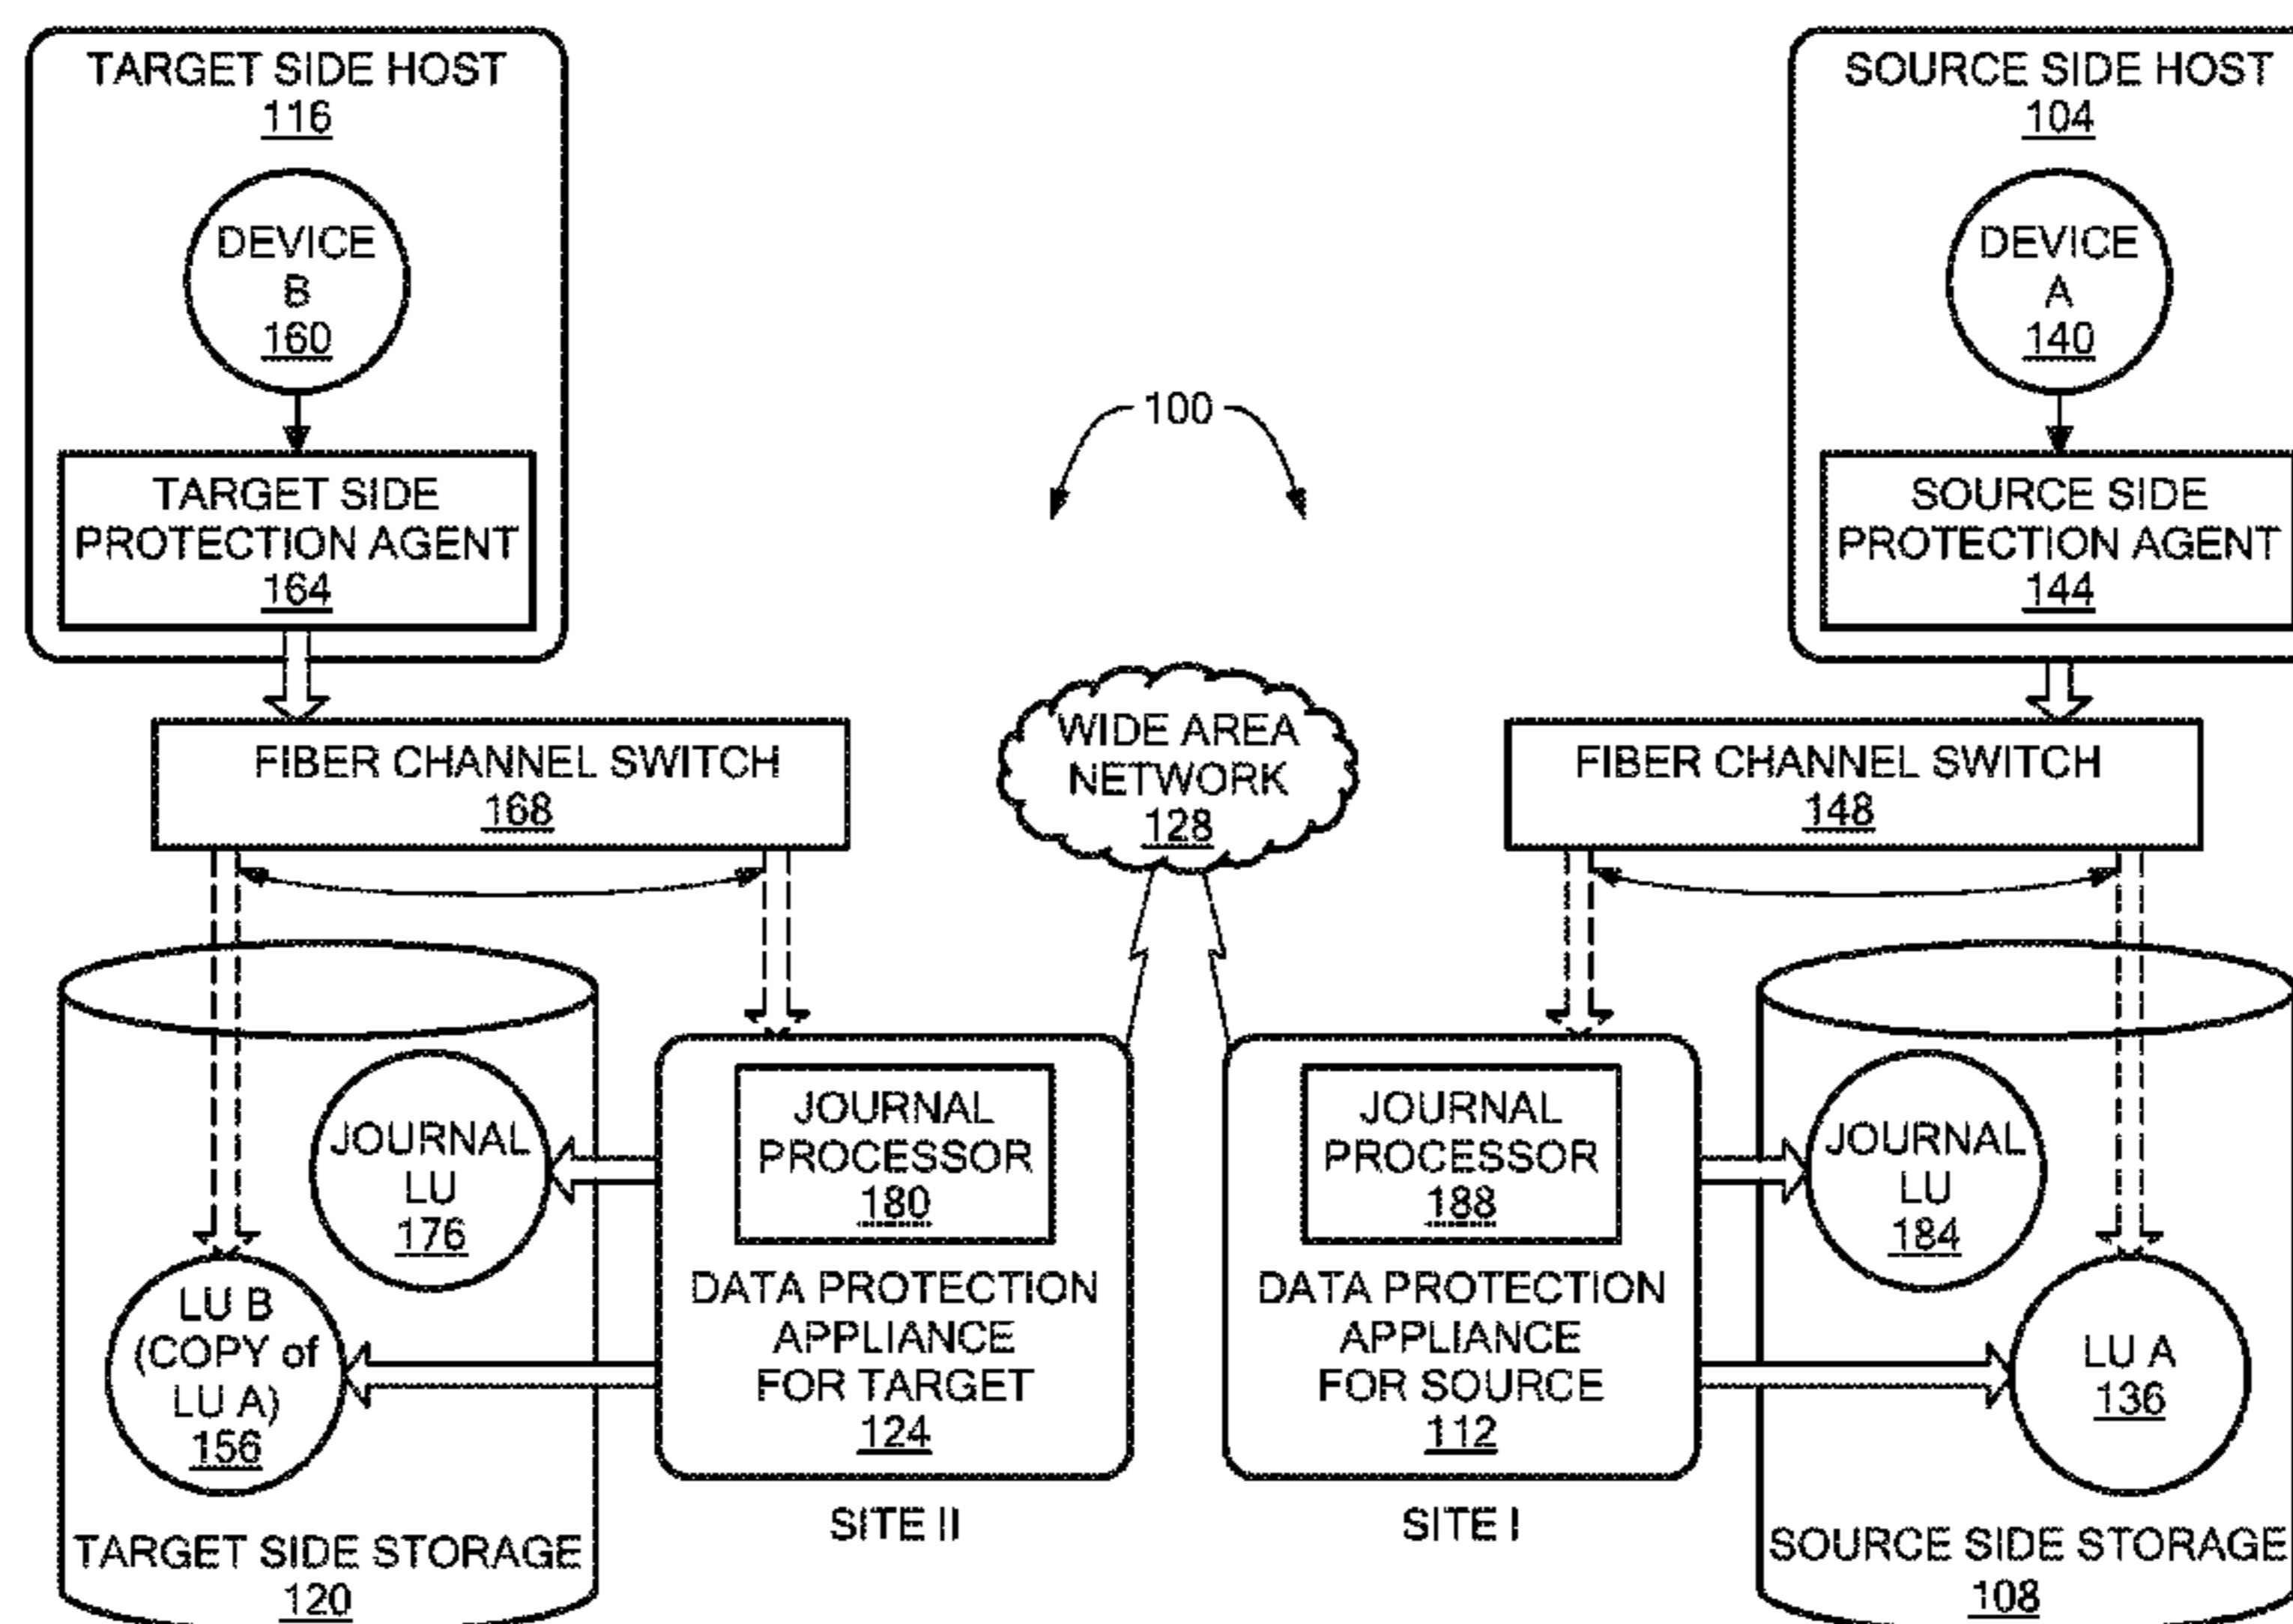 TARGET SIDE HOST
116
DEVICE
B
160
TARGET SIDE
PROTECTION AGENT
164
SOURCE SIDE HOST
104
DEVICE
A
140
SOURCE SIDE
PROTECTION AGENT
144
100
FIBER CHANNEL SWITCH
168
WIDE AREA
NETWORK
128
FIBER CHANNEL SWITCH
148
JOURNAL
LU
176
LU B
(COPY of
LU A)
156
TARGET SIDE STORAGE
120
JOURNAL
PROCESSOR
180
DATA PROTECTION
APPLIANCE
FOR TARGET
124
SITE II
JOURNAL
PROCESSOR
188
DATA PROTECTION
APPLIANCE
FOR SOURCE
112
SITE I
JOURNAL
LU
184
LU A
136
SOURCE SIDE STORAGE
108